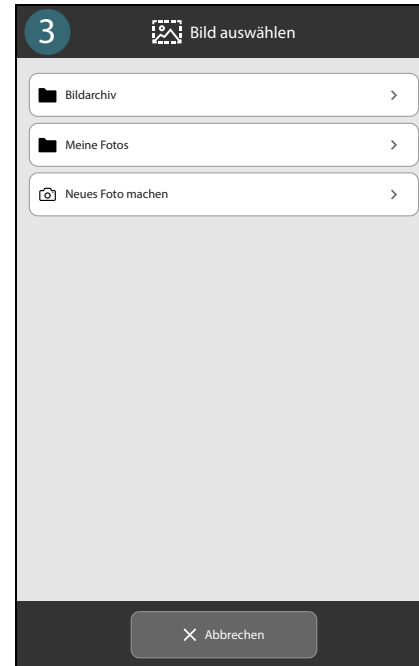 3
Bild auswählen
Bildarchiv
Meine Fotos
Neues Foto machen
Abbrechen